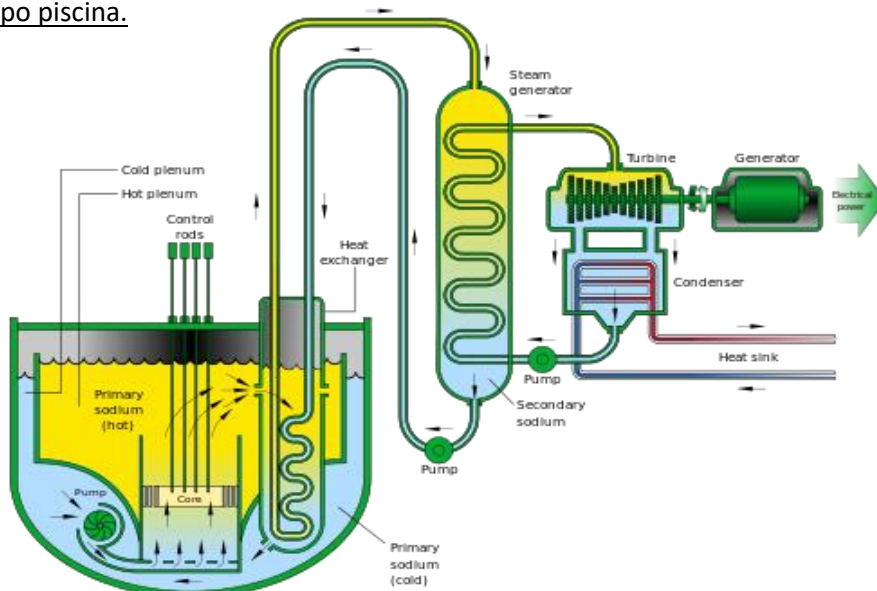 po piscina.
Steam
generator
Turbine
Generator
Electrical
power
Cold plenum
Hot plenum
Control
rods
Heat
exchanger
Condenser
Heat sink
Pump
Primary
sodium
(hot)
Secondary
sodium
Pump
Pump
Core
Primary
sodium
(cold)